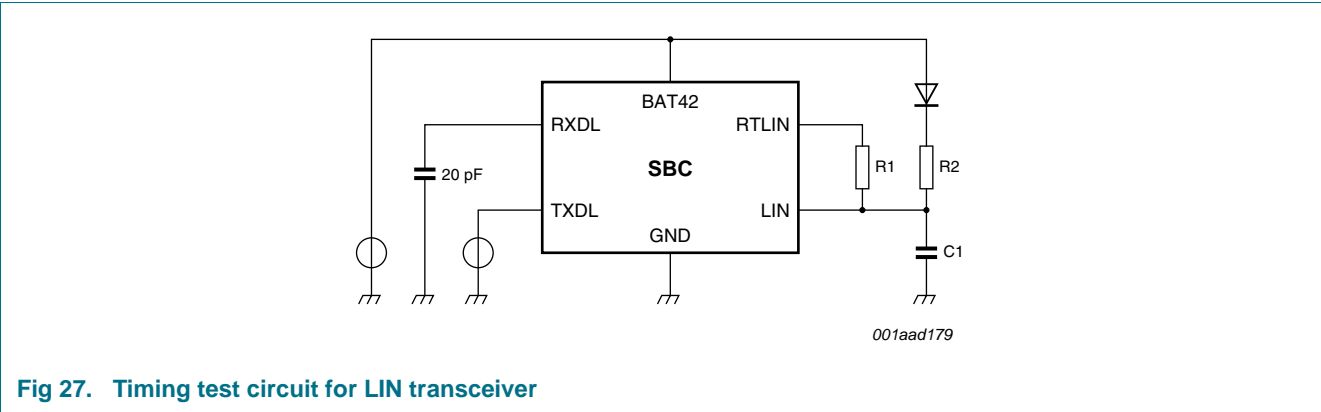 BAT42
RXDL
RTLIN
20 pF
SBC
R1
R2
TXDL
LIN
GND
C1
001aad179
Fig 27. Timing test circuit for LIN transceiver